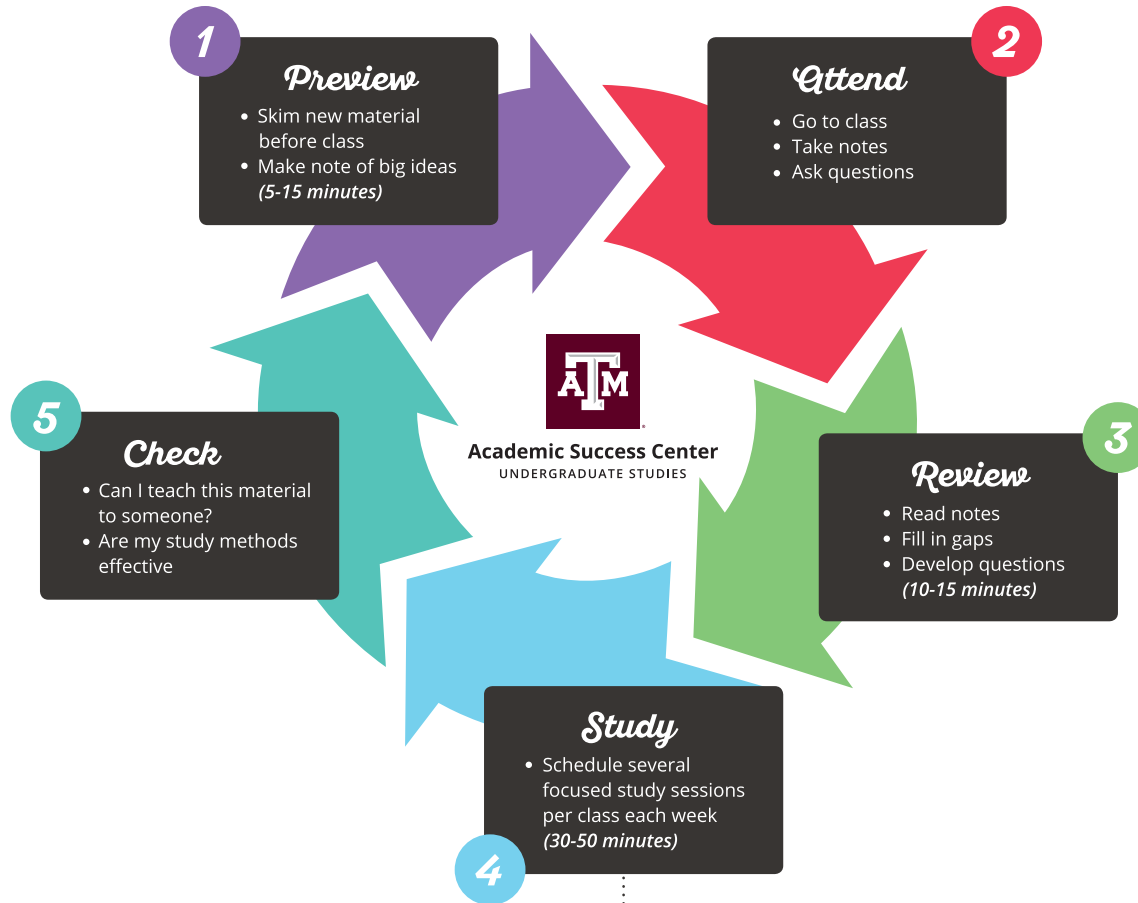 1
Preview
• Skim new material
before class
• Make note of big ideas
(5-15 minutes)
2
Attend
• Go to class
• Take notes
• Ask questions
3
Review
• Read notes
• Fill in gaps
• Develop questions
(10-15 minutes)
4
Study
• Schedule several
focused study sessions
per class each week
(30-50 minutes)
5
Check
• Can I teach this material
to someone?
• Are my study methods
effective
ATM
Academic Success Center
UNDERGRADUATE STUDIES